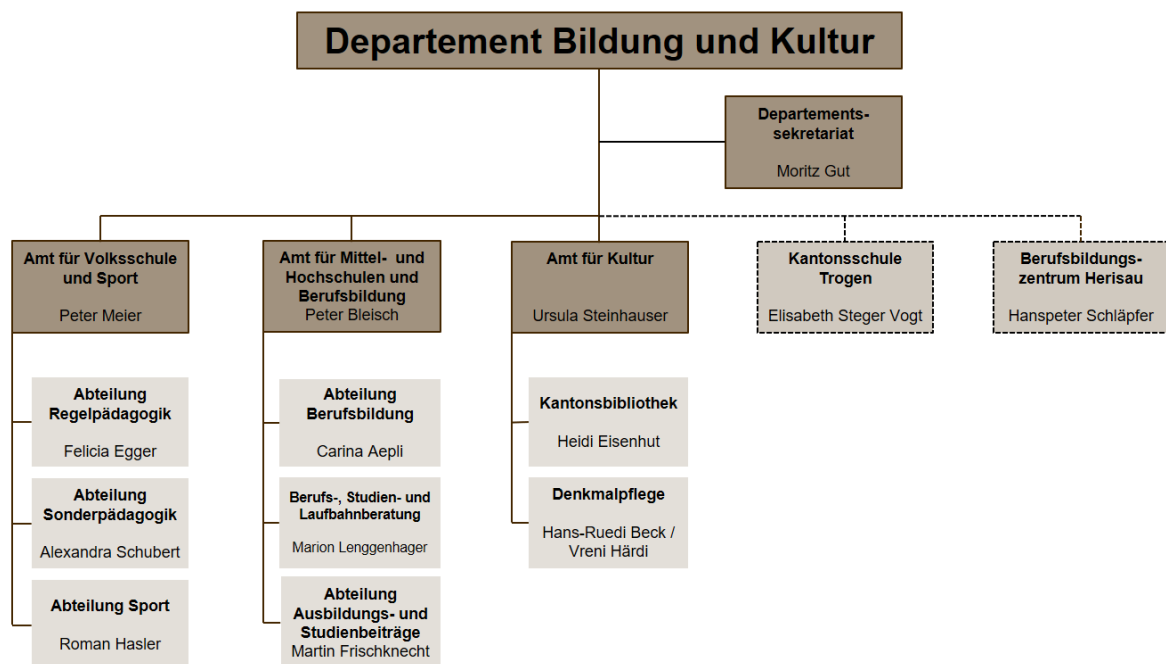 Departement Bildung und Kultur
Departements-
sekretariat
Moritz Gut
Amt für Volksschule
und Sport
Peter Meier
Amt für Mittel- und
Hochschulen und
Berufsbildung
Peter Bleisch
Amt für Kultur
Ursula Steinhauser
Kantonsschule
Trogen
Elisabeth Steger Vogt
Berufsbildungs-
zentrum Herisau
Hanspeter Schläpfer
Abteilung
Regelpädagogik
Felicia Egger
Abteilung
Sonderpädagogik
Alexandra Schubert
Abteilung Sport
Roman Hasler
Abteilung
Berufsbildung
Carina Aepli
Berufs-, Studien- und
Laufbahnberatung
Marion Lenggenhager
Abteilung
Ausbildungs- und
Studienbeiträge
Martin Frischknecht
Kantonsbibliothek
Heidi Eisenhut
Denkmalpflege
Hans-Ruedi Beck /
Vreni Härdi